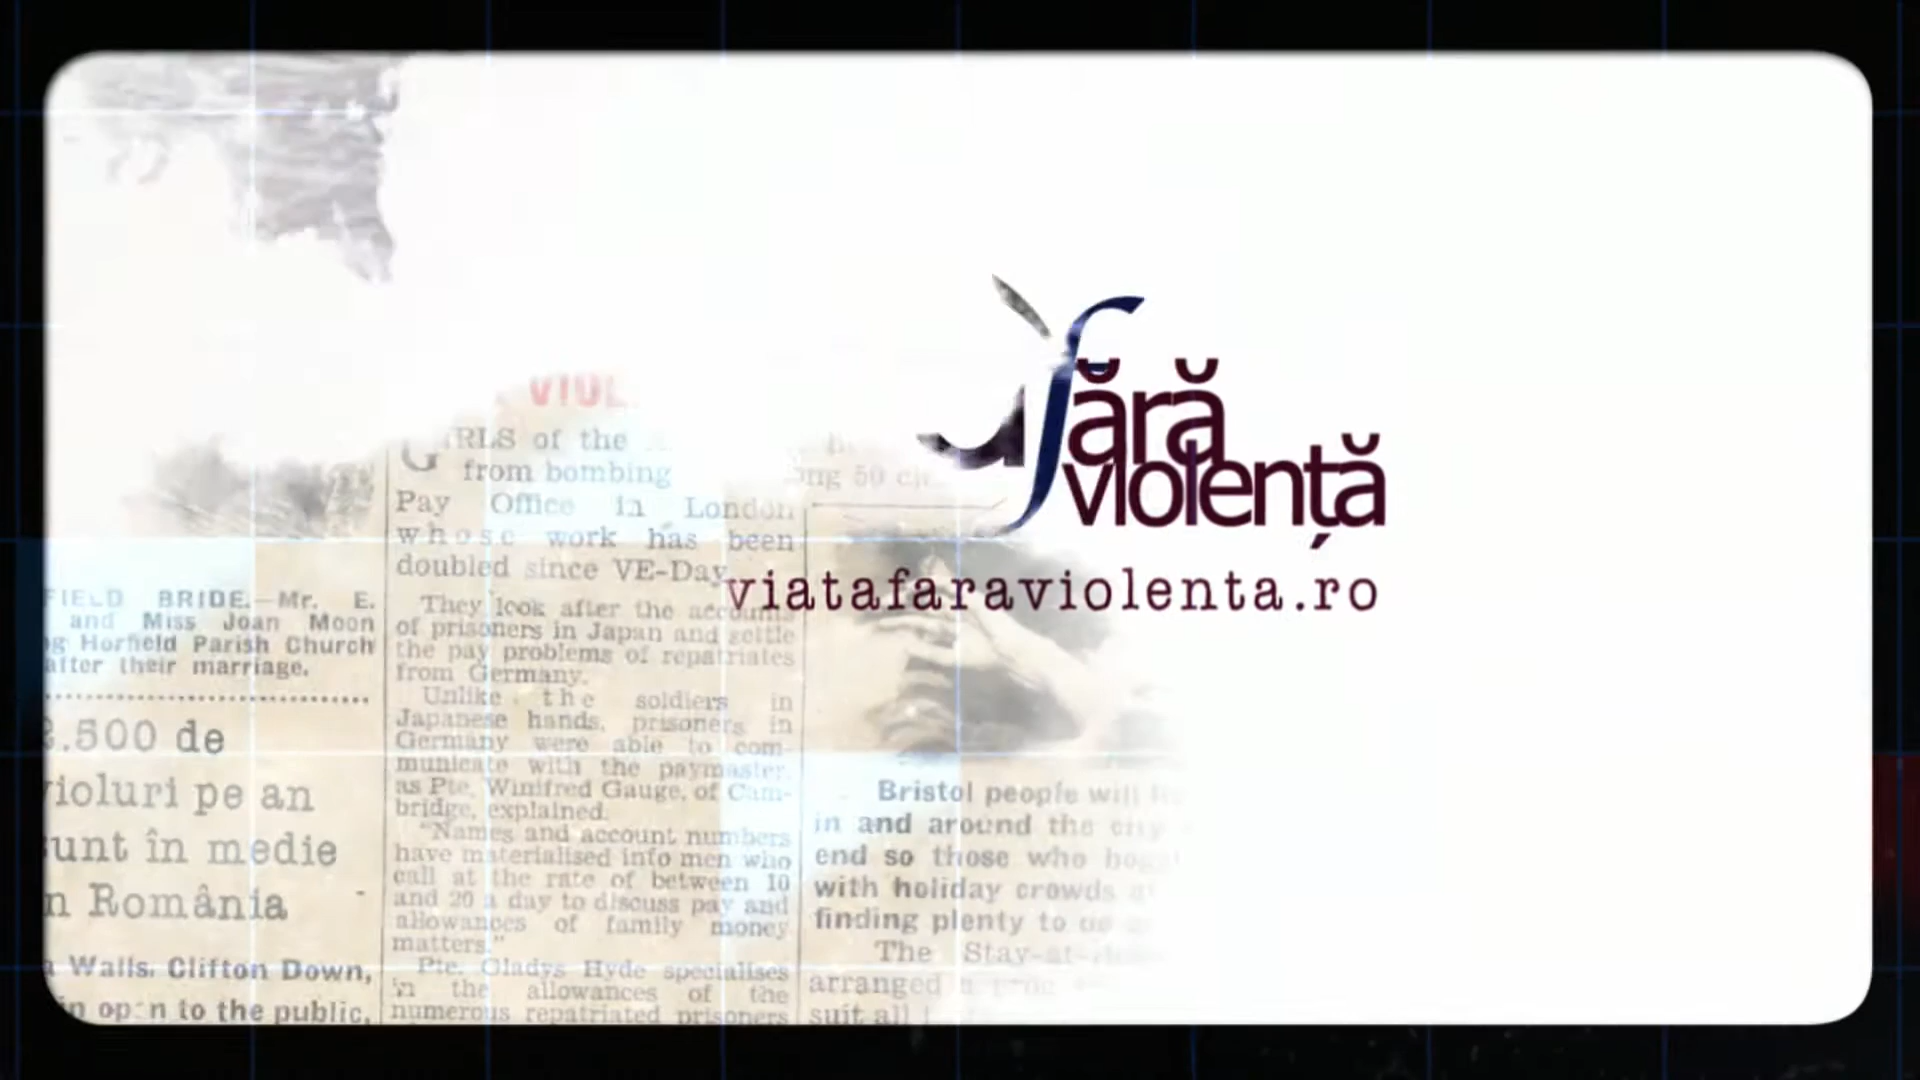 fără
violență
viatafaraviolenta.ro
VIOL
RLS of the
from bombing
Pay Office in London
whose work has been
doubled since VE-Day
They look after the accounts
of prisoners in Japan and settle
the pay problems of repatriates
from Germany.
Unlike the soldiers in
Japanese hands, prisoners in
Germany were able to com-
municate with the paymaster,
as Pte. Winifred Gauge, of Cam-
bridge, explained.
"Names and account numbers
have materialised info men who
call at the rate of between 10
and 20 a day to discuss pay and
allowances of family money
matters."
Pte. Gladys Hyde specialises
in the allowances of the
numerous repatriated prisoners
FIELD BRIDE.—Mr. E.
and Miss Joan Moon
Horfield Parish Church
after their marriage.
.500 de
violuri pe an
sunt în medie
n România
Walls, Clifton Down,
in open to the public,
ng 50
Bristol people will
in and around the city
end so those who
with holiday crowds
finding plenty to do
The Stay-at-
arranged a
suit all